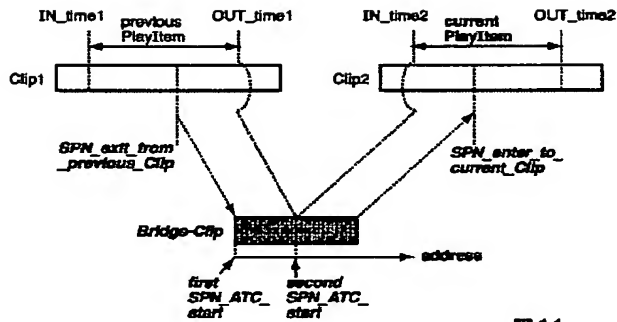 IN_time1
previous
PlayItem
OUT_time1
IN_time2
current
PlayItem
OUT_time2
Clip1
Clip2
SPN_exit_from
_previous_Clip
SPN_enter_to_
current_Clip
Bridge-Clip
address
first
SPN_ATC_
start
second
SPN_ATC_
start